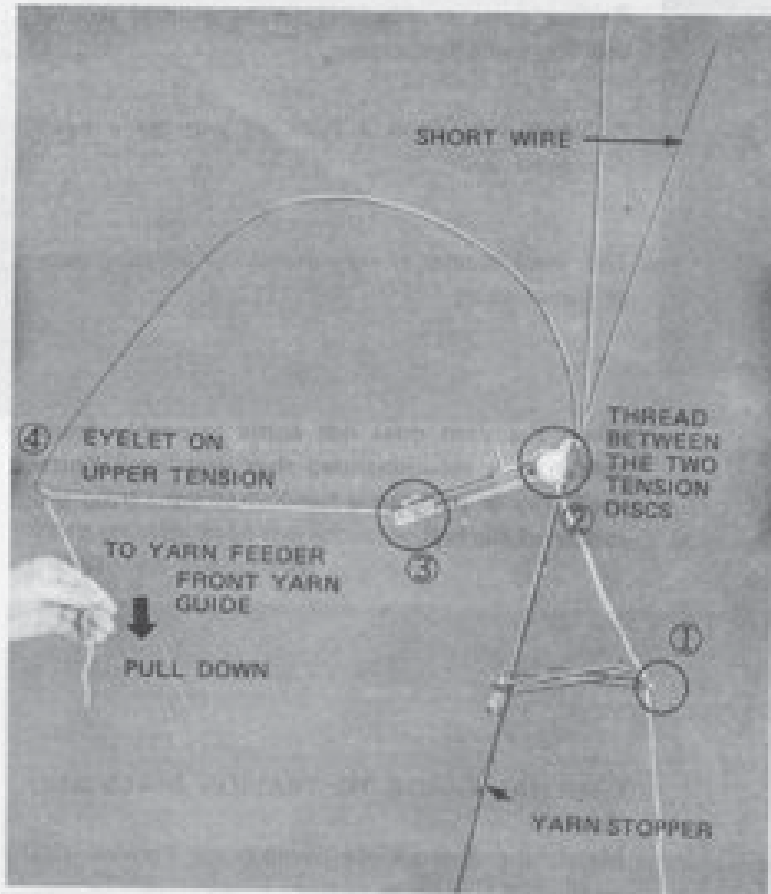 SHORT WIRE
④ EYELET ON
UPPER TENSION
THREAD
BETWEEN
THE TWO
TENSION
DISCS
②
③
TO YARN FEEDER
FRONT YARN
GUIDE
PULL DOWN
①
YARN STOPPER